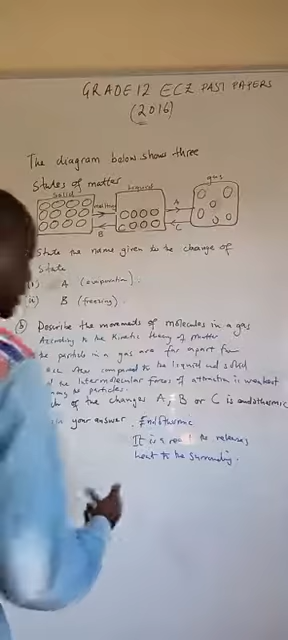 GRADE 12 ECZ PAST PAPERS
(2016)
The diagram below shows three
States of matter
Solid
melting
B
liquid
A
C
gas
State the name given to the change of
State
A (evaporation).
B (freezing).
(b) Describe the movements of molecules in a gas
According to the Kinetic theory of matter
the particles in a gas are far apart from
compared to the liquid and solid
the Intermolecular forces of attraction is weakest
the particles.
of the changes A, B or C is endothermic
your answer. Endothermic
It is a the releases
heat to the surrounding.